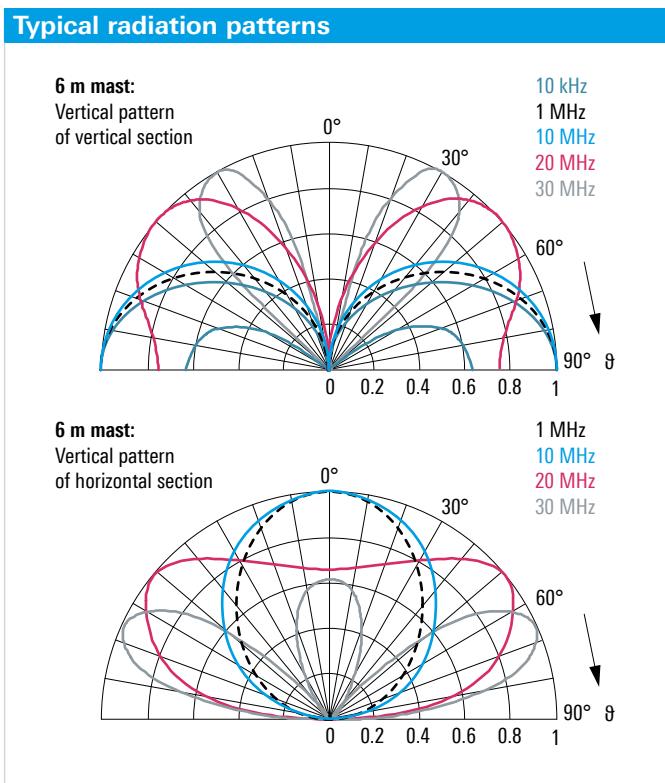 Typical radiation patterns
6 m mast:
Vertical pattern
of vertical section
10 kHz
1 MHz
10 MHz
20 MHz
30 MHz
0°
30°
60°
90° ϑ
0 0.2 0.4 0.6 0.8 1
6 m mast:
Vertical pattern
of horizontal section
1 MHz
10 MHz
20 MHz
30 MHz
0°
30°
60°
90° ϑ
0 0.2 0.4 0.6 0.8 1